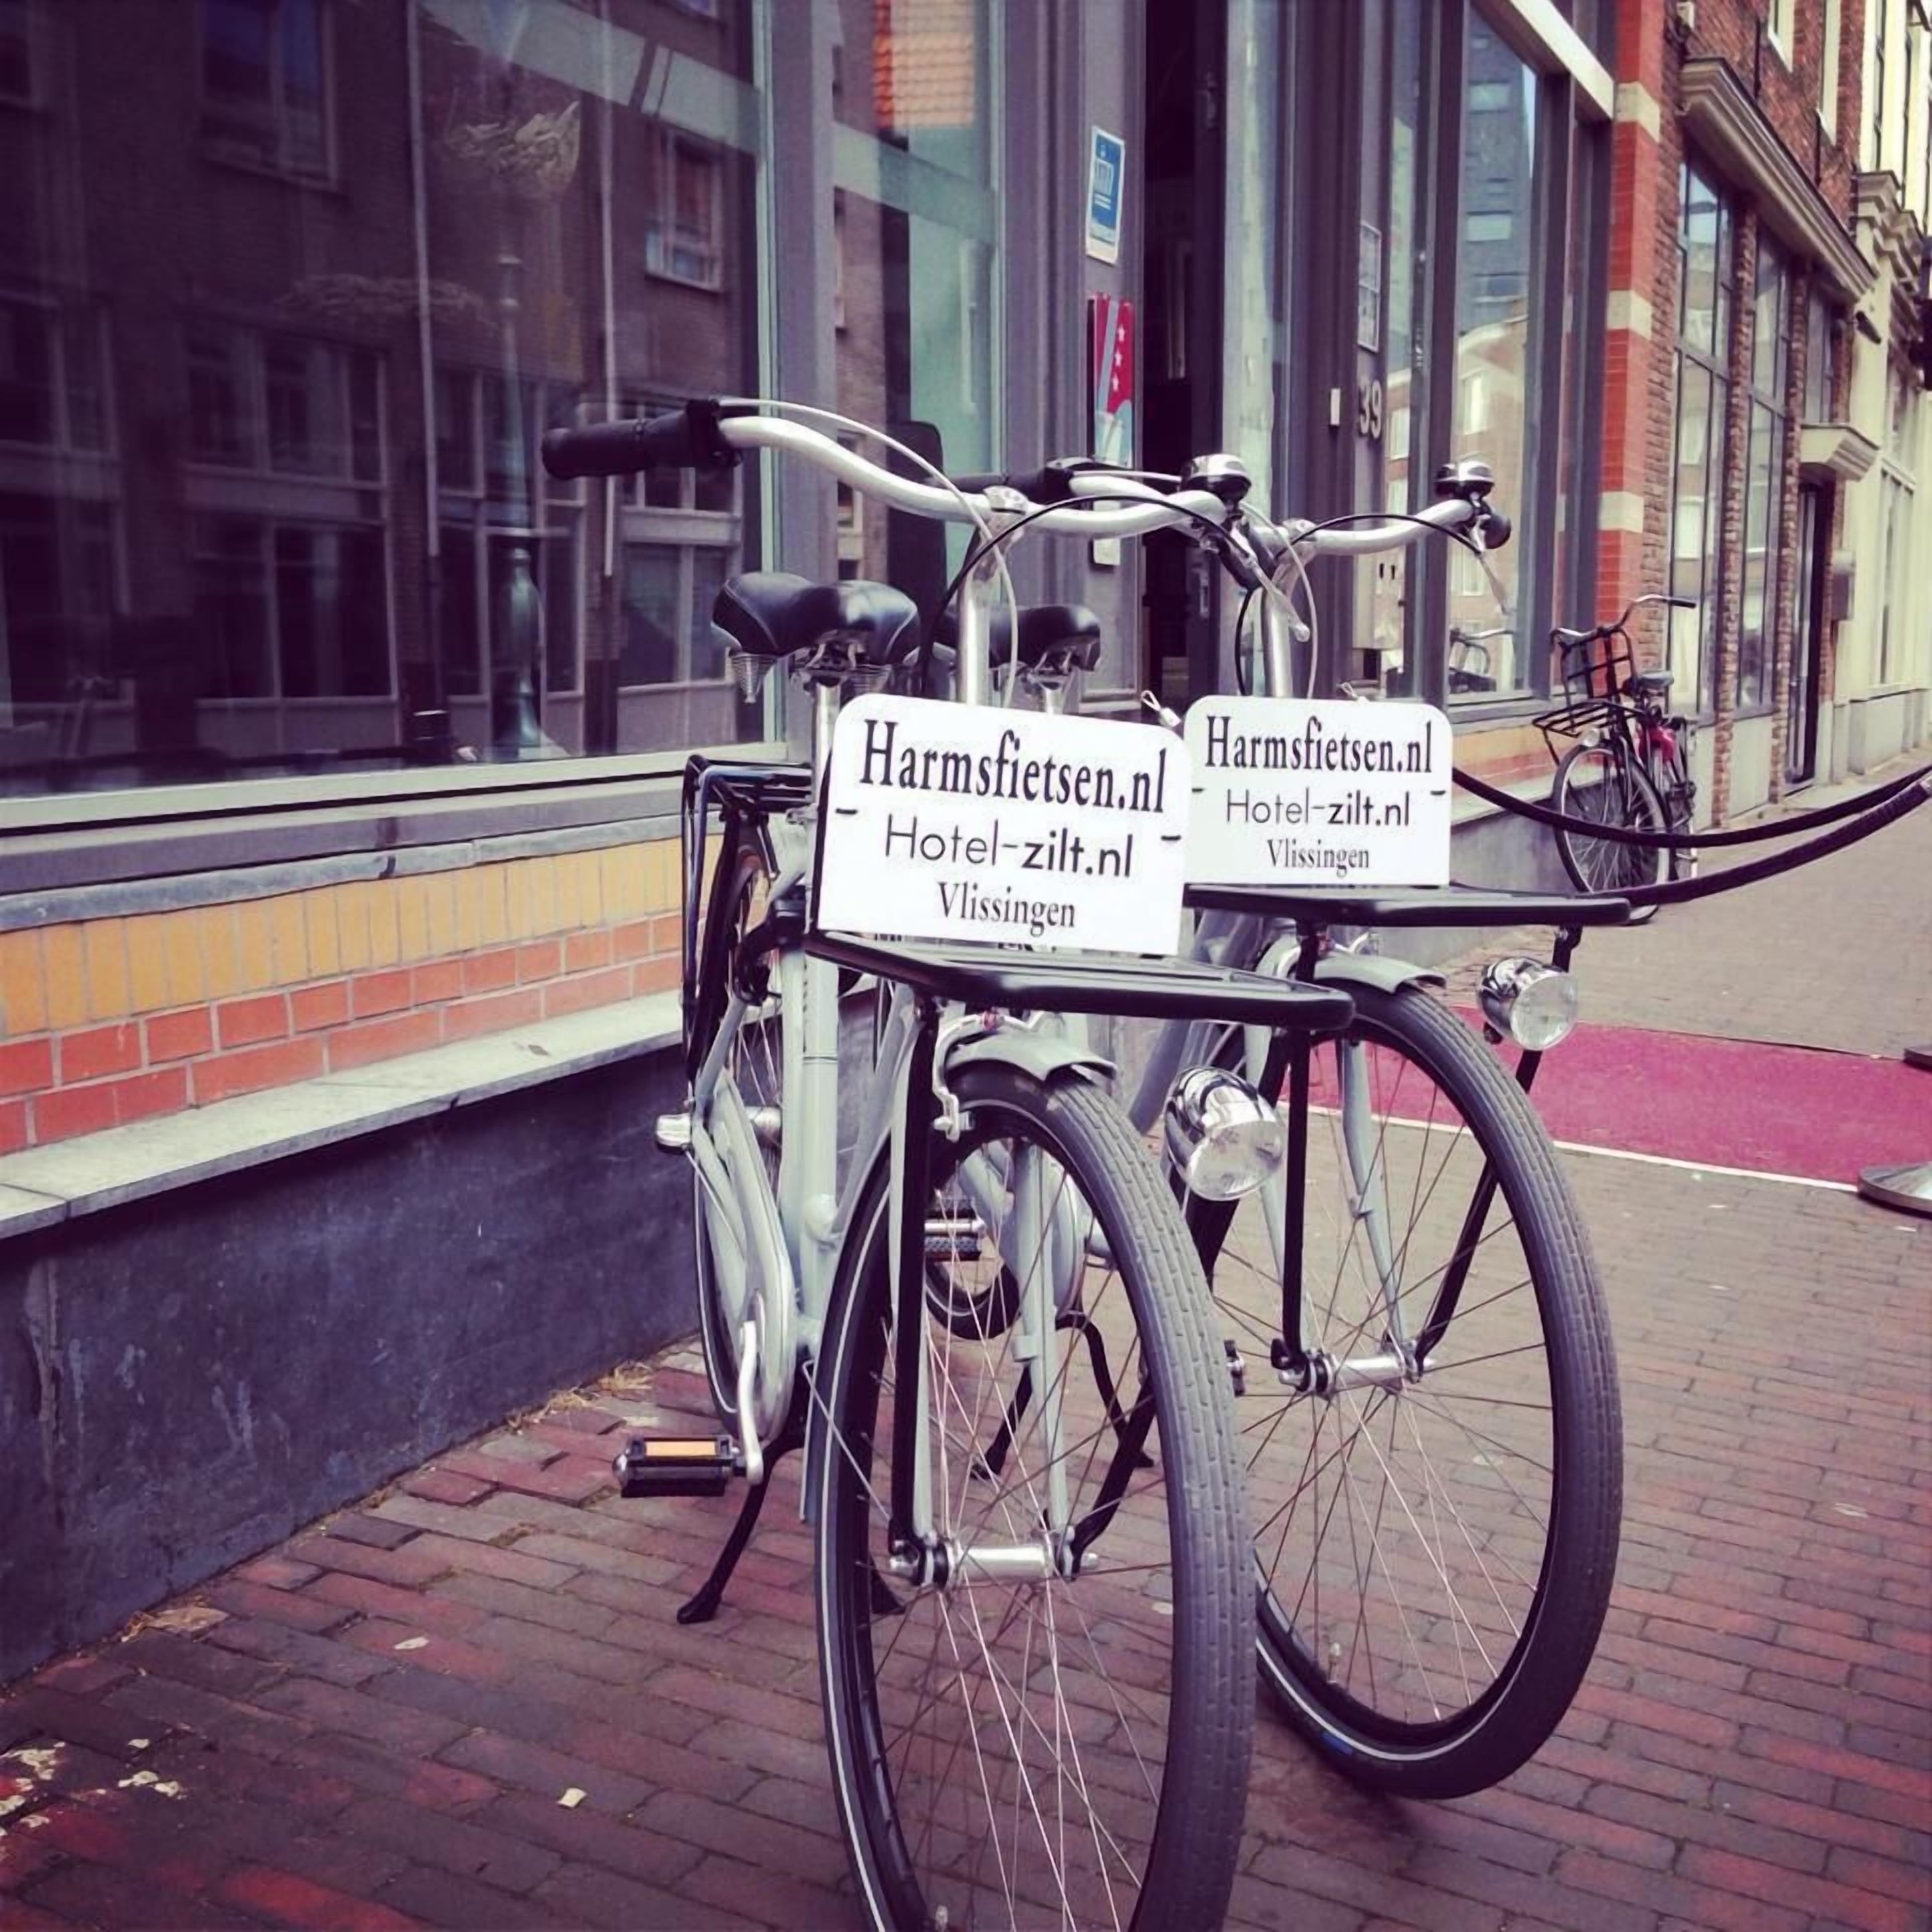 Harmsfietsen.nl
- Hotel-zilt.nl -
Vlissingen
Harmsfietsen.nl
- Hotel-zilt.nl -
Vlissingen
39